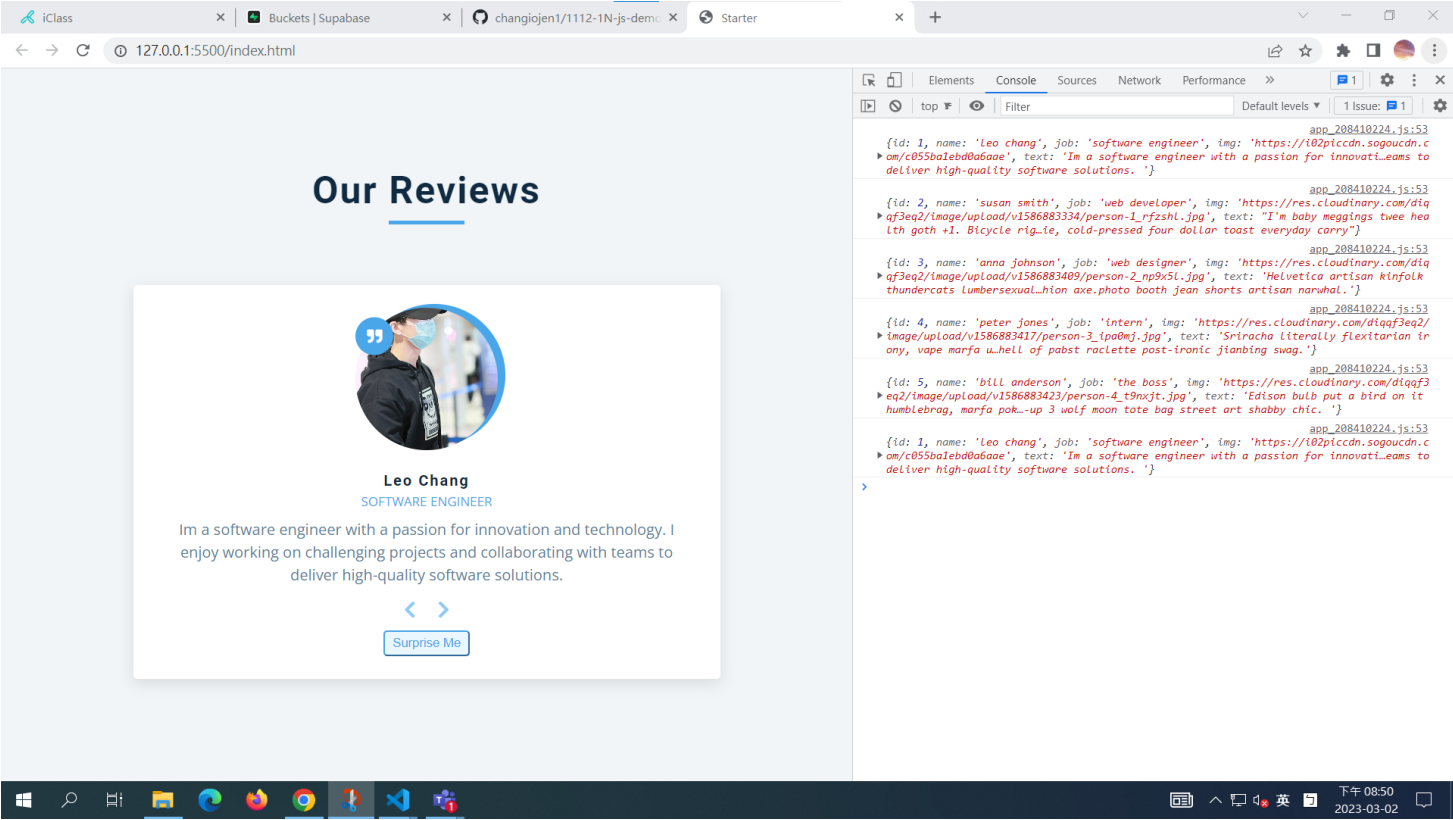 iClass
Buckets | Supabase
changiojen1/1112-1N-js-demo
Starter
127.0.0.1:5500/index.html
Elements Console Sources Network Performance 1
top Filter Default levels 1 Issue: 1
Our Reviews
Leo Chang
SOFTWARE ENGINEER
Im a software engineer with a passion for innovation and technology. I
enjoy working on challenging projects and collaborating with teams to
deliver high-quality software solutions.
Surprise Me
app_208410224.js:53
{id: 1, name: 'leo chang', job: 'software engineer', img: 'https://i02piccdn.sogoucdn.c
om/c055ba1ebd0a6aae', text: 'Im a software engineer with a passion for innovati…eams to
deliver high-quality software solutions. '}
app_208410224.js:53
{id: 2, name: 'susan smith', job: 'web developer', img: 'https://res.cloudinary.com/diq
qf3eq2/image/upload/v1586883334/person-1_rfzshl.jpg', text: "I'm baby meggings twee hea
lth goth +1. Bicycle rig…ie, cold-pressed four dollar toast everyday carry"}
app_208410224.js:53
{id: 3, name: 'anna johnson', job: 'web designer', img: 'https://res.cloudinary.com/diq
qf3eq2/image/upload/v1586883409/person-2_np9x5l.jpg', text: 'Helvetica artisan kinfolk
thundercats lumbersexual…hion axe.photo booth jean shorts artisan narwhal.'}
app_208410224.js:53
{id: 4, name: 'peter jones', job: 'intern', img: 'https://res.cloudinary.com/diqqf3eq2/
image/upload/v1586883417/person-3_ipa0mj.jpg', text: 'Sriracha literally flexitarian ir
ony, vape marfa u…hell of pabst raclette post-ironic jianbing swag.'}
app_208410224.js:53
{id: 5, name: 'bill anderson', job: 'the boss', img: 'https://res.cloudinary.com/diqqf3
eq2/image/upload/v1586883423/person-4_t9nxjt.jpg', text: 'Edison bulb put a bird on it
humblebrag, marfa pok…-up 3 wolf moon tote bag street art shabby chic. '}
app_208410224.js:53
{id: 1, name: 'leo chang', job: 'software engineer', img: 'https://i02piccdn.sogoucdn.c
om/c055ba1ebd0a6aae', text: 'Im a software engineer with a passion for innovati…eams to
deliver high-quality software solutions. '}
1
英
下午 08:50
2023-03-02